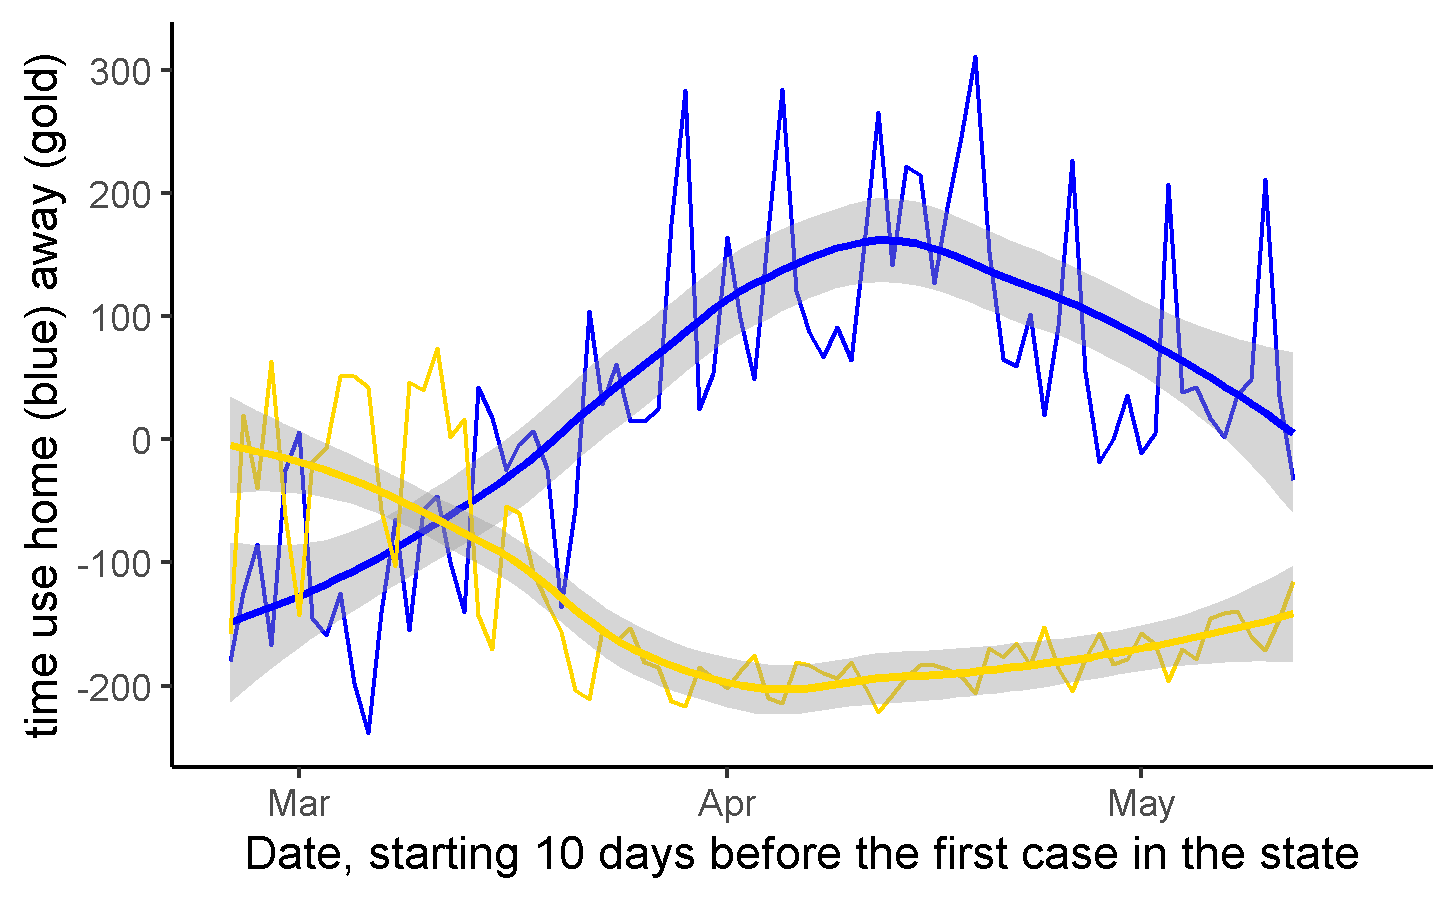 time use home (blue) away (gold)
300
200
100
0
-100
-200
Mar Apr May
Date, starting 10 days before the first case in the state